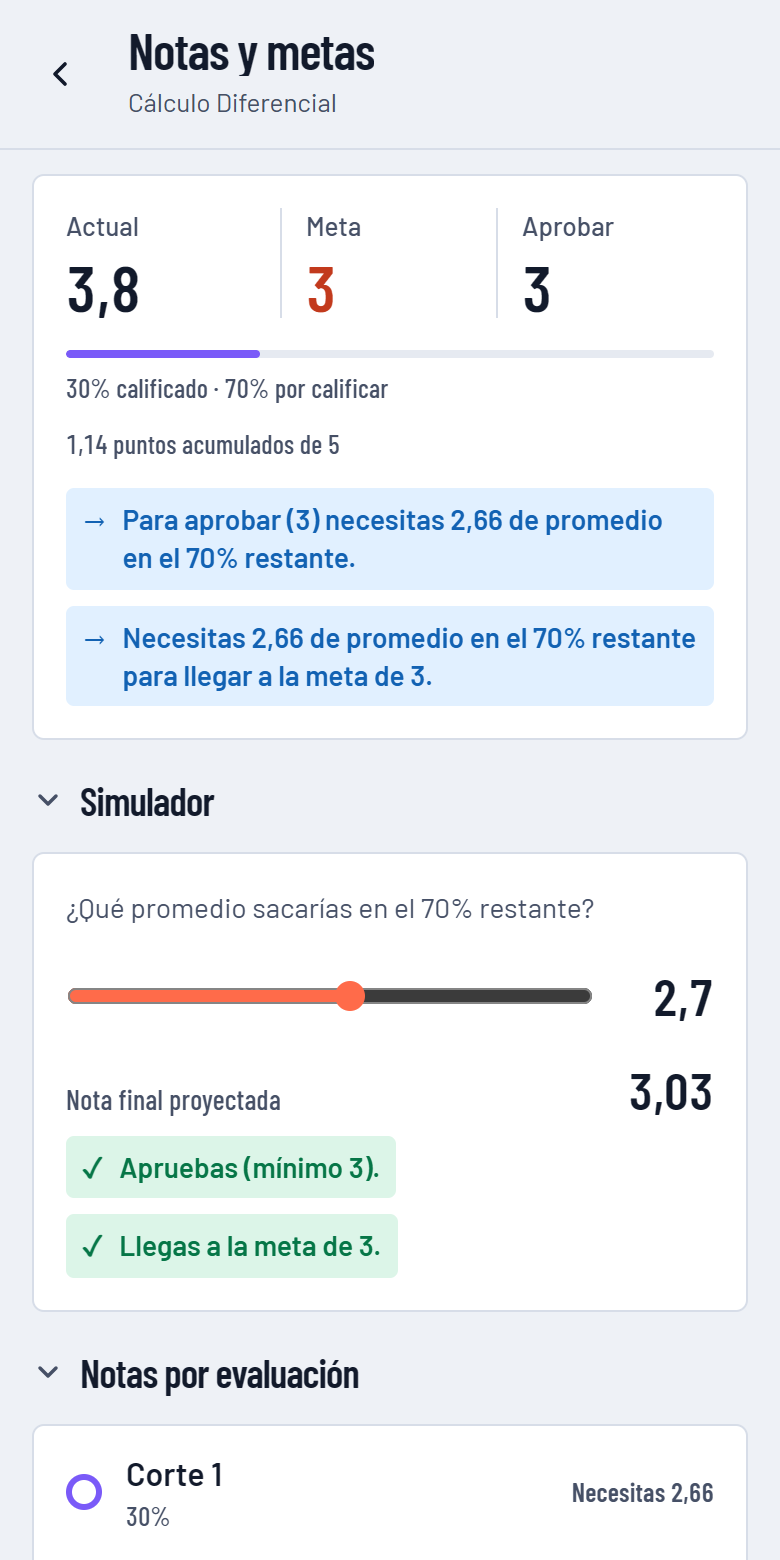 Notas y metas
Cálculo Diferencial
Actual
Meta
Aprobar
3,8
3
3
30% calificado · 70% por calificar
1,14 puntos acumulados de 5
→ Para aprobar (3) necesitas 2,66 de promedio
en el 70% restante.
→ Necesitas 2,66 de promedio en el 70% restante
para llegar a la meta de 3.
Simulador
¿Qué promedio sacarías en el 70% restante?
2,7
Nota final proyectada
3,03
✓ Apruebas (mínimo 3).
✓ Llegas a la meta de 3.
Notas por evaluación
Corte 1
30%
Necesitas 2,66